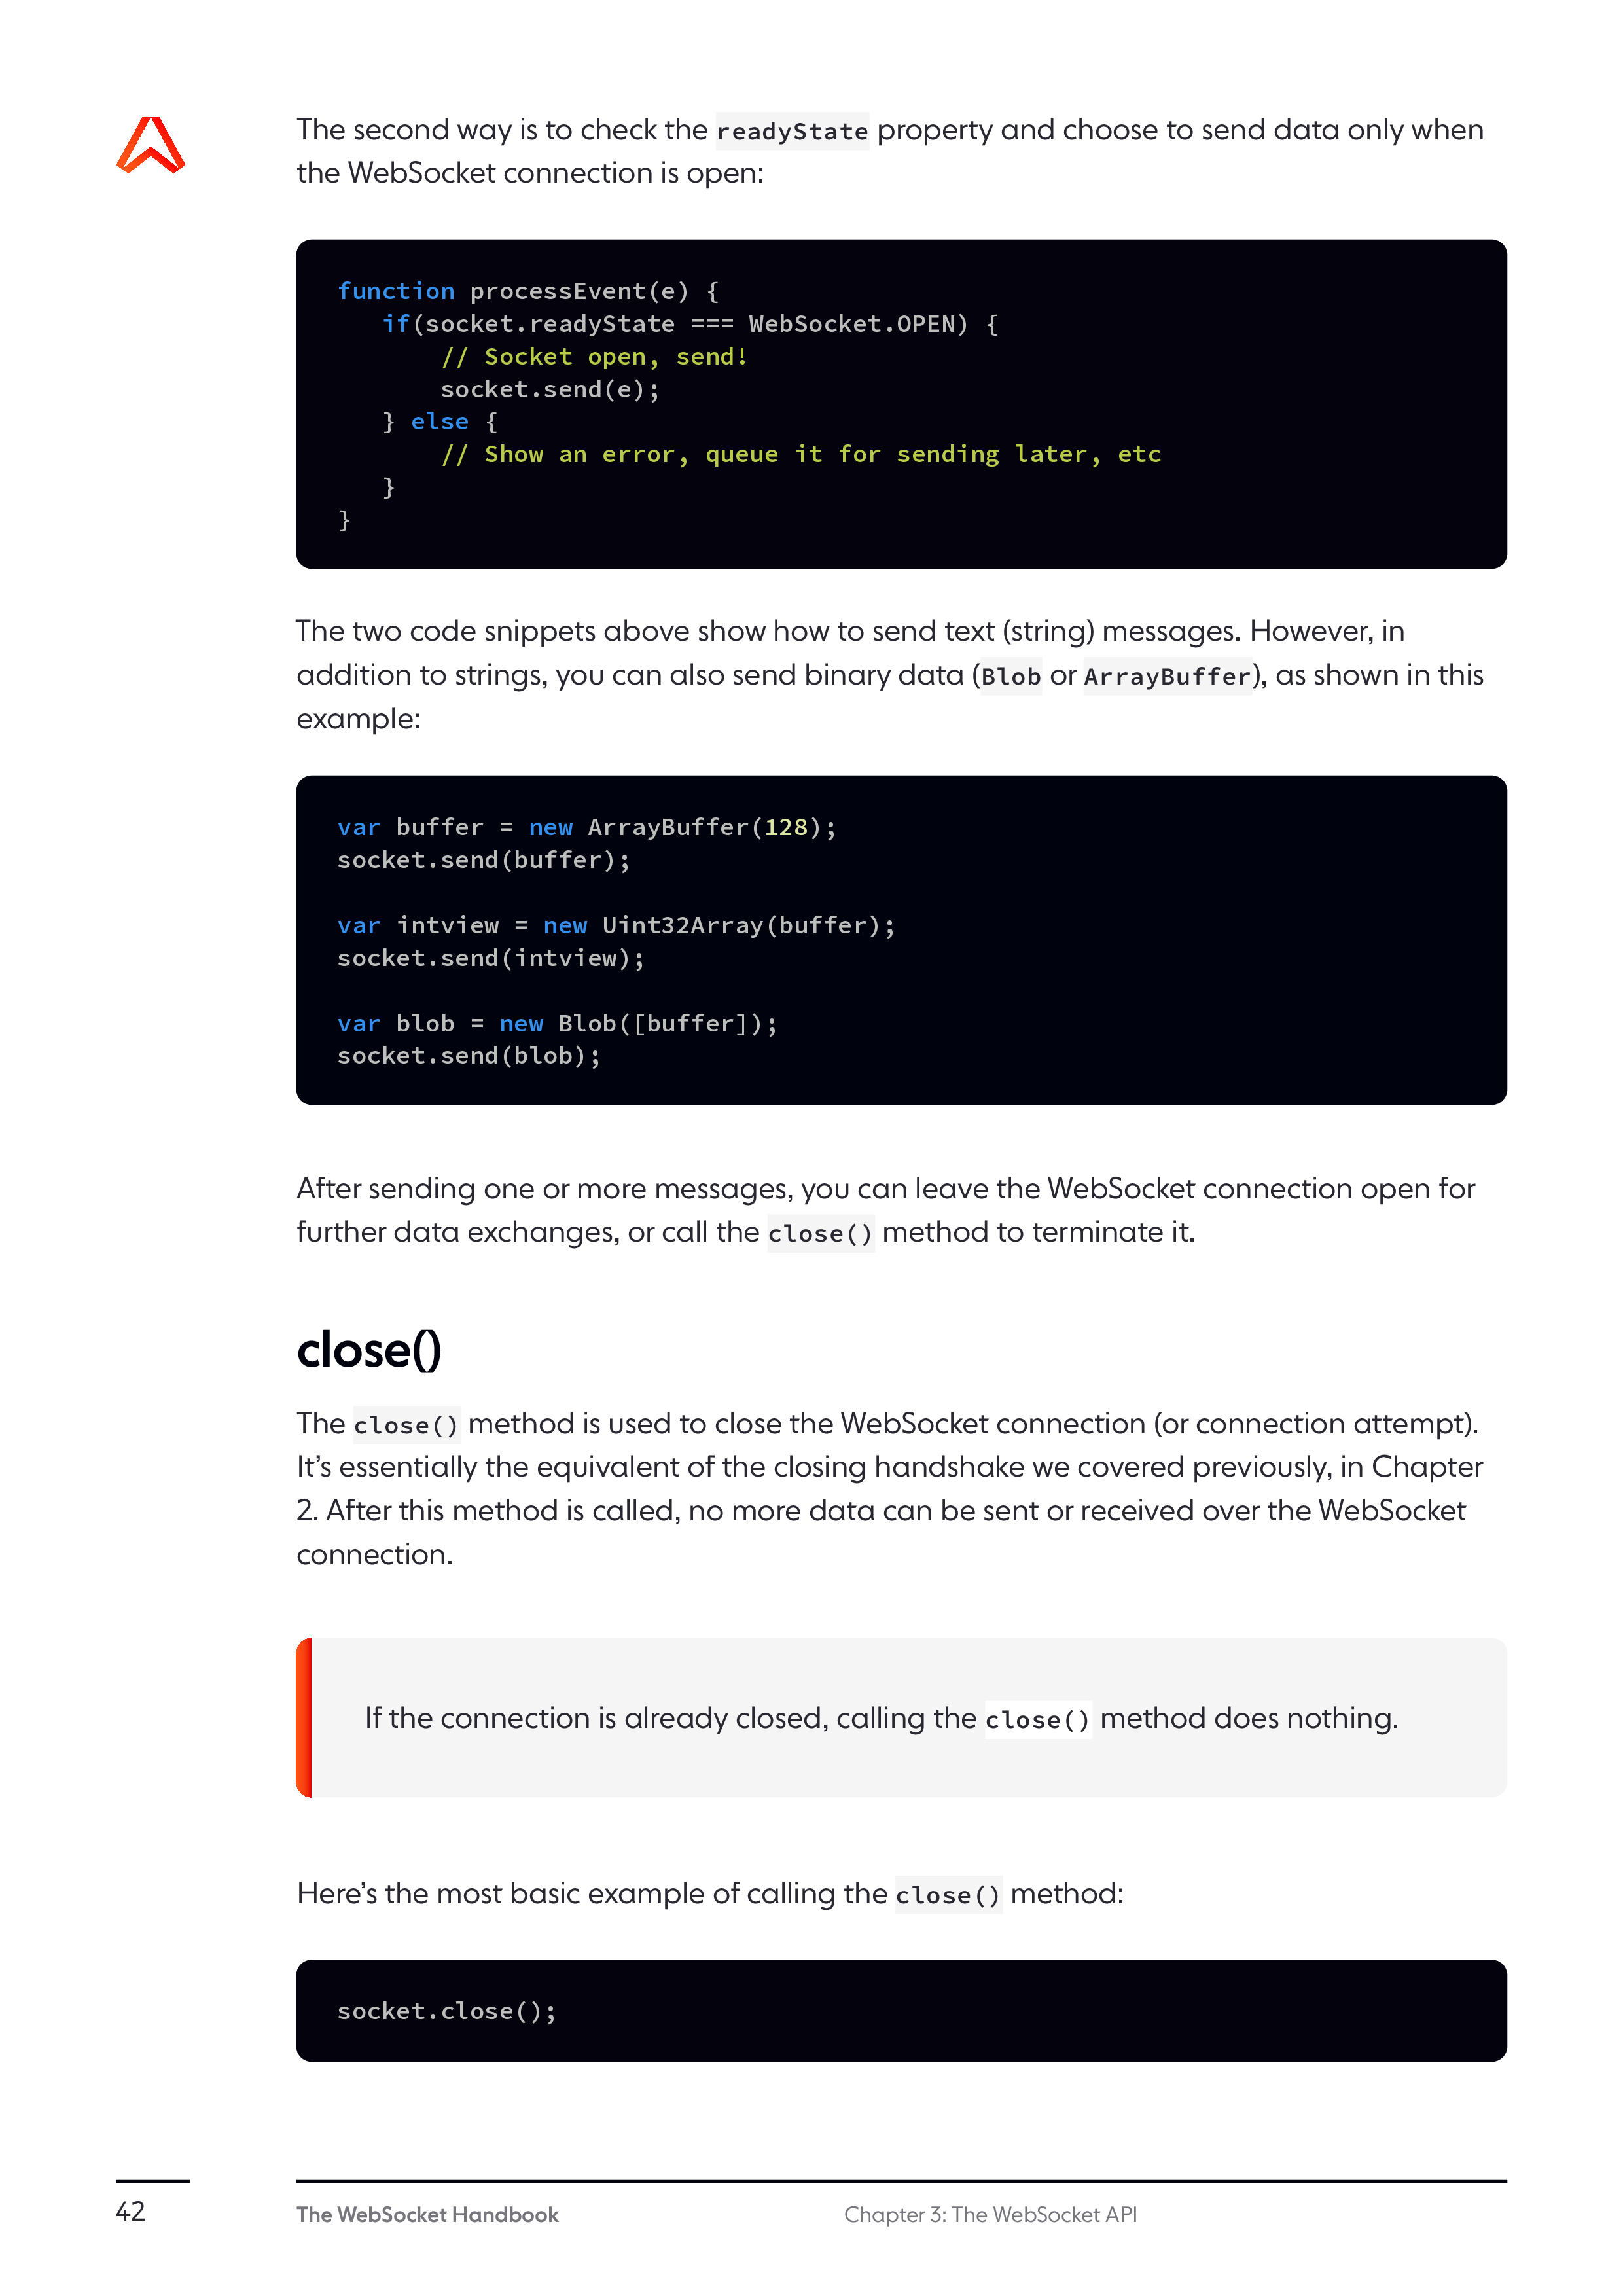 The second way is to check the readyState property and choose to send data only when
the WebSocket connection is open:
function processEvent(e) {
   if(socket.readyState === WebSocket.OPEN) {
       // Socket open, send!
       socket.send(e);
   } else {
       // Show an error, queue it for sending later, etc
   }
}
The two code snippets above show how to send text (string) messages. However, in
addition to strings, you can also send binary data (Blob or ArrayBuffer), as shown in this
example:
var buffer = new ArrayBuffer(128);
socket.send(buffer);
var intview = new Uint32Array(buffer);
socket.send(intview);
var blob = new Blob([buffer]);
socket.send(blob);
After sending one or more messages, you can leave the WebSocket connection open for
further data exchanges, or call the close() method to terminate it.
close()
The close() method is used to close the WebSocket connection (or connection attempt).
It’s essentially the equivalent of the closing handshake we covered previously, in Chapter
2. After this method is called, no more data can be sent or received over the WebSocket
connection.
If the connection is already closed, calling the close() method does nothing.
Here’s the most basic example of calling the close() method:
socket.close();
42 The WebSocket Handbook Chapter 3: The WebSocket API